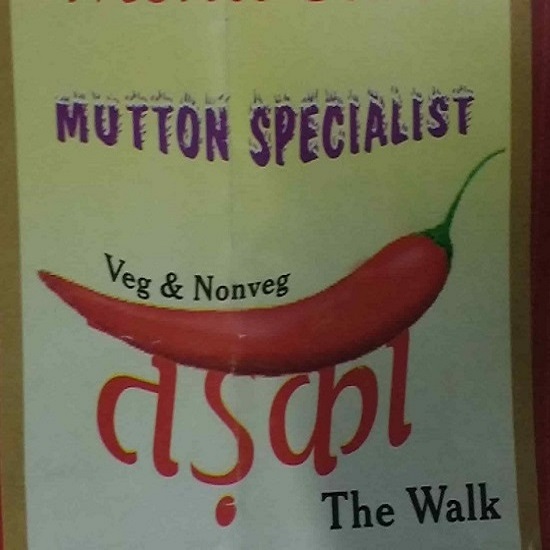 MUTTON SPECIALIST
Veg & Nonveg
तड़का
The Walk